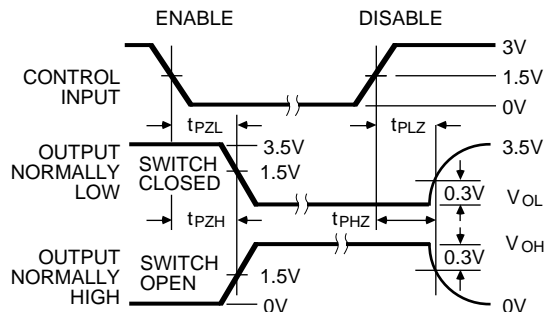 ENABLE DISABLE
3V
CONTROL
INPUT
1.5V
0V
tPZL tPLZ
OUTPUT
NORMALLY
LOW
SWITCH
CLOSED
3.5V
1.5V
3.5V
0.3V
VOL
tPZH tPHZ
OUTPUT
NORMALLY
HIGH
SWITCH
OPEN
1.5V
0V
VOH
0.3V
0V